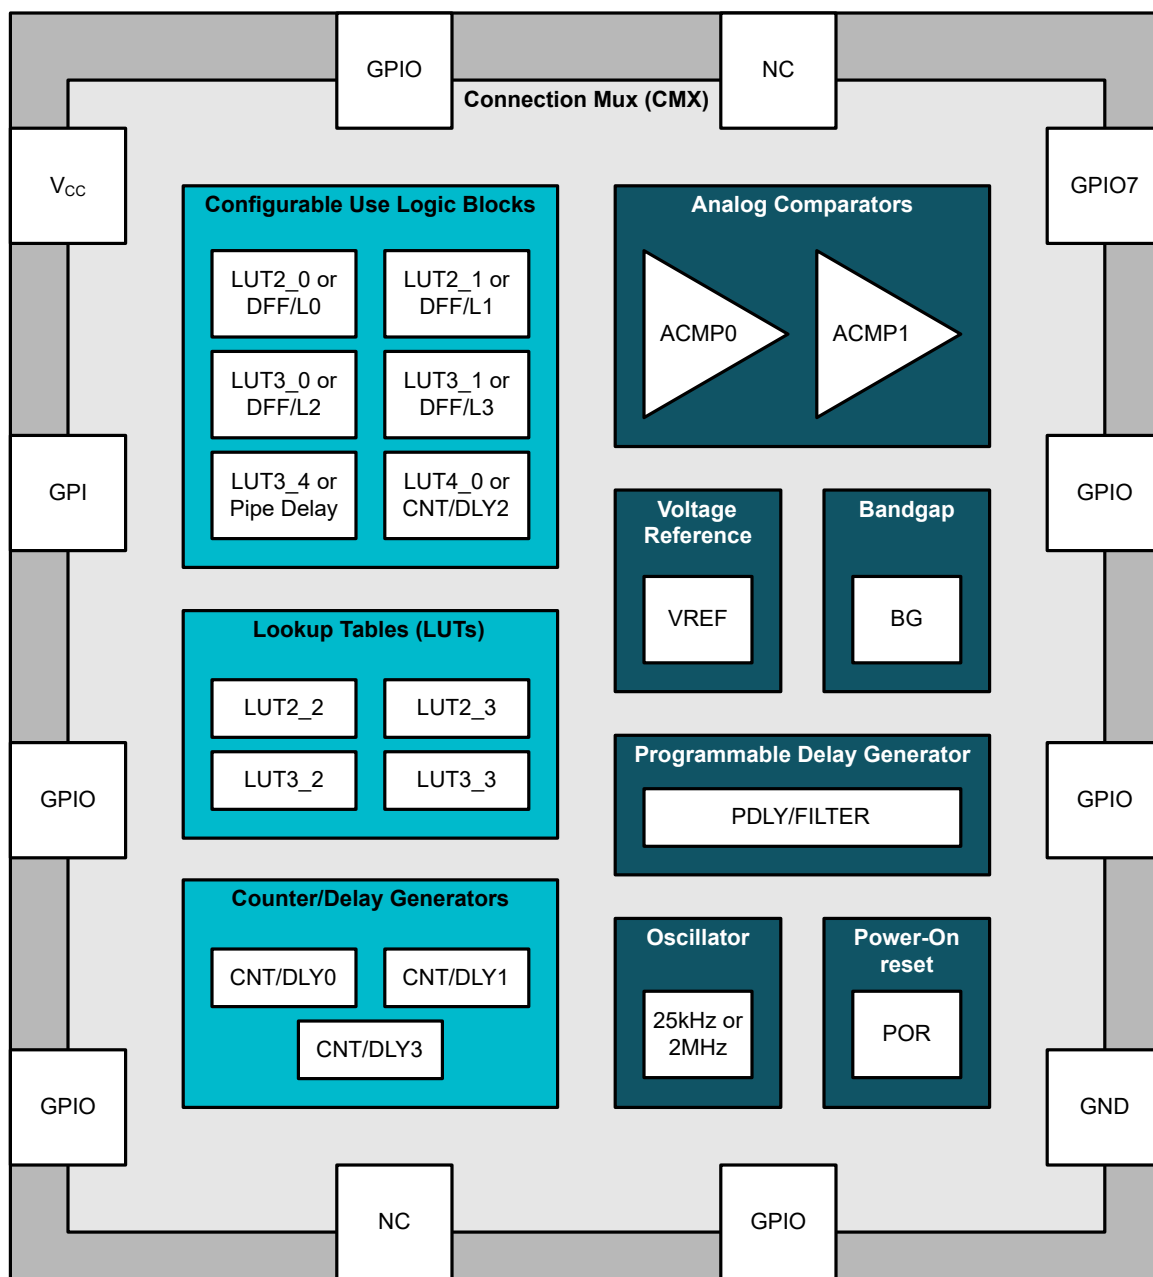 GPIO
NC
Connection Mux (CMX)
VCC
GPIO7
Configurable Use Logic Blocks
LUT2_0 or
DFF/L0
LUT2_1 or
DFF/L1
LUT3_0 or
DFF/L2
LUT3_1 or
DFF/L3
LUT3_4 or
Pipe Delay
LUT4_0 or
CNT/DLY2
Analog Comparators
ACMP0
ACMP1
GPI
GPIO
Voltage
Reference
VREF
Bandgap
BG
Lookup Tables (LUTs)
LUT2_2
LUT2_3
LUT3_2
LUT3_3
Programmable Delay Generator
PDLY/FILTER
GPIO
GPIO
Counter/Delay Generators
CNT/DLY0
CNT/DLY1
CNT/DLY3
Oscillator
25kHz or
2MHz
Power-On
reset
POR
GPIO
GND
NC
GPIO